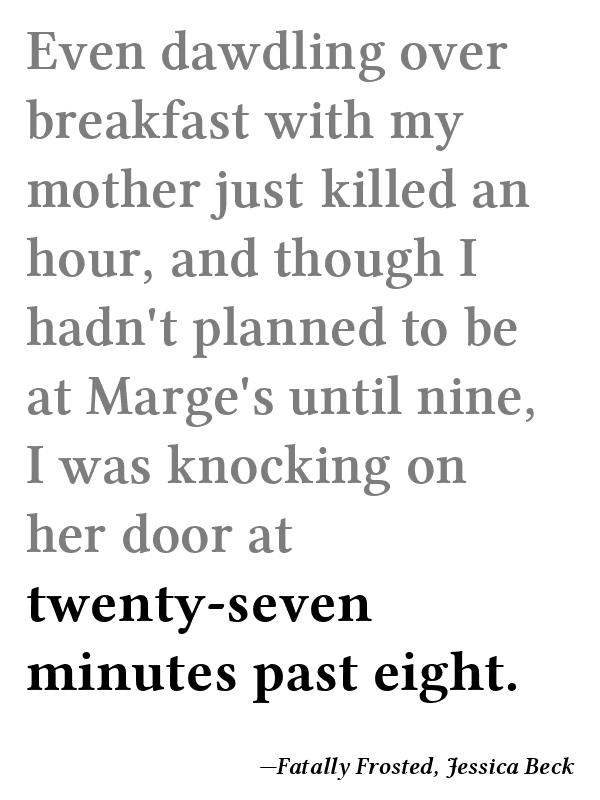 Even dawdling over
breakfast with my
mother just killed an
hour, and though I
hadn't planned to be
at Marge's until nine,
I was knocking on
her door at
twenty-seven
minutes past eight.
—Fatally Frosted, Jessica Beck